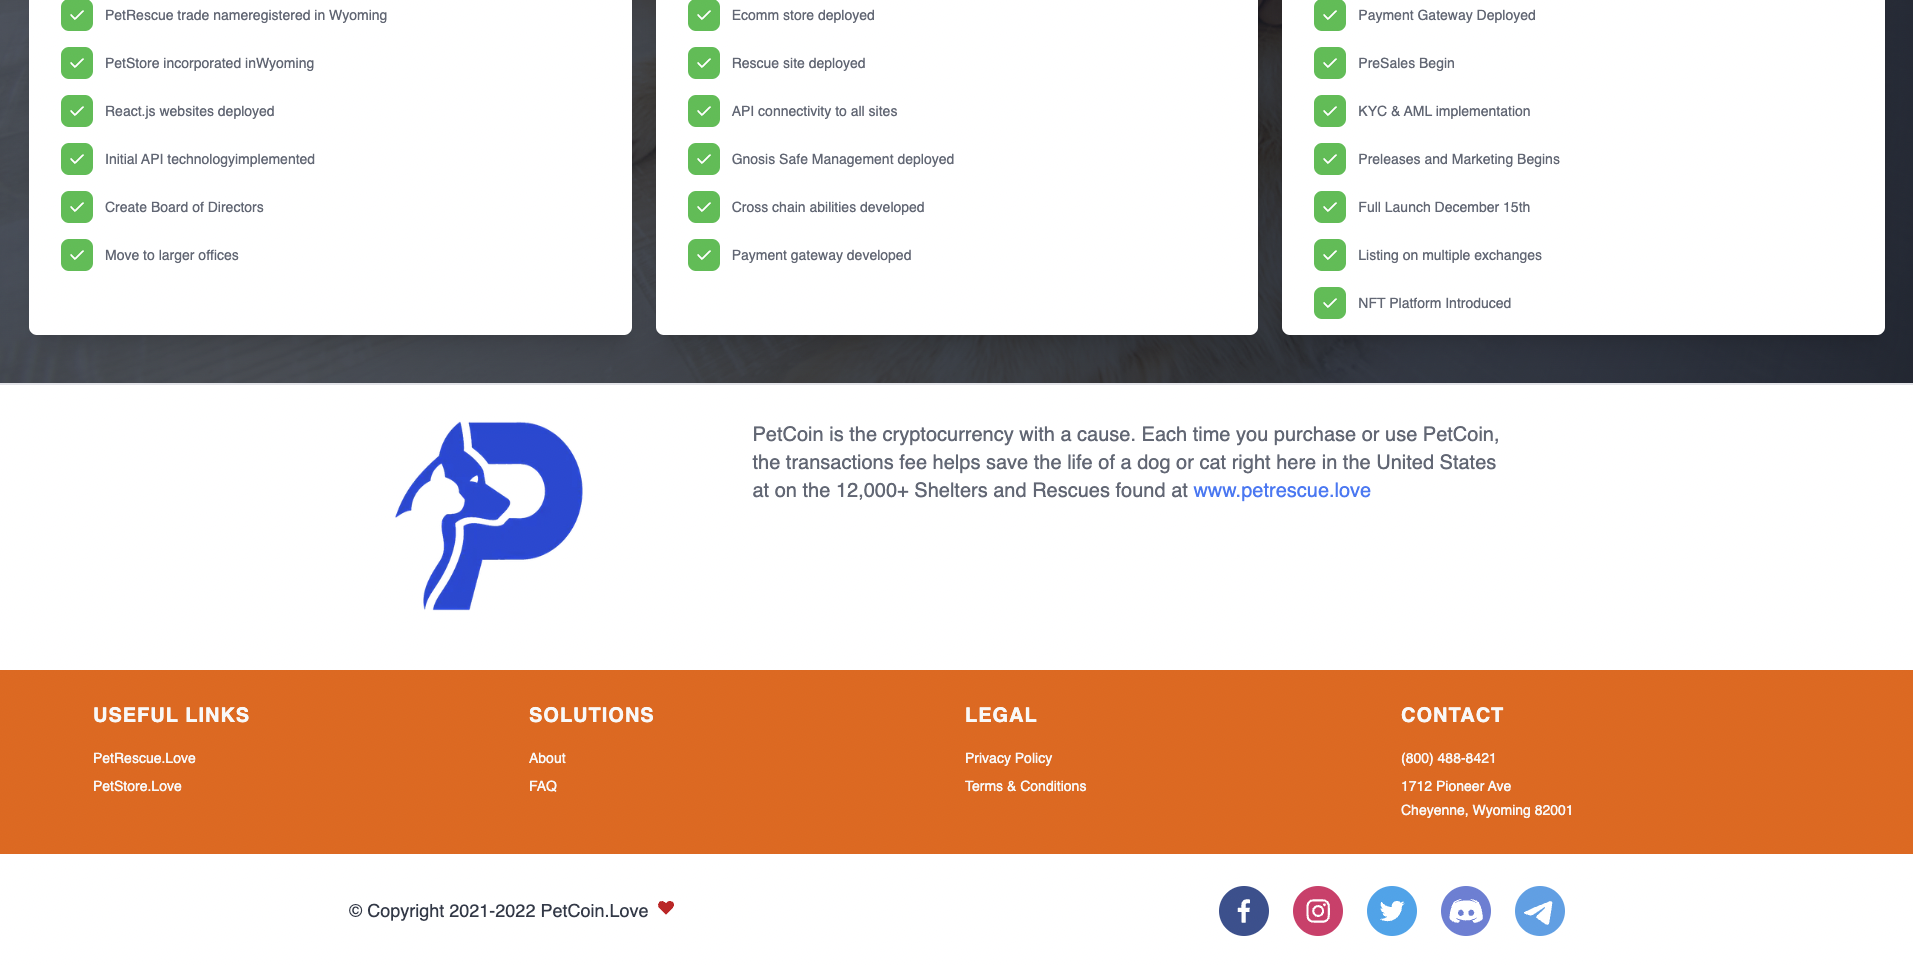 PetRescue trade nameregistered in Wyoming
PetStore incorporated inWyoming
React.js websites deployed
Initial API technologyimplemented
Create Board of Directors
Move to larger offices
Ecomm store deployed
Rescue site deployed
API connectivity to all sites
Gnosis Safe Management deployed
Cross chain abilities developed
Payment gateway developed
Payment Gateway Deployed
PreSales Begin
KYC & AML implementation
Preleases and Marketing Begins
Full Launch December 15th
Listing on multiple exchanges
NFT Platform Introduced
PetCoin is the cryptocurrency with a cause. Each time you purchase or use PetCoin,
the transactions fee helps save the life of a dog or cat right here in the United States
at on the 12,000+ Shelters and Rescues found at www.petrescue.love
USEFUL LINKS
PetRescue.Love
PetStore.Love
SOLUTIONS
About
FAQ
LEGAL
Privacy Policy
Terms & Conditions
CONTACT
(800) 488-8421
1712 Pioneer Ave
Cheyenne, Wyoming 82001
© Copyright 2021-2022 PetCoin.Love